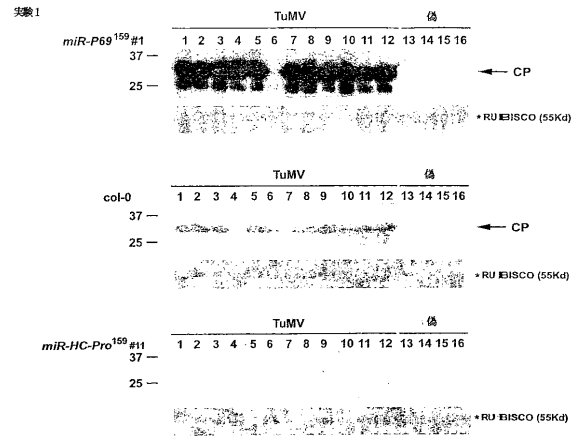 実験1
TuMV 偽
miR-P69¹⁵⁹ #1 1 2 3 4 5 6 7 8 9 10 11 12 13 14 15 16
37
CP
25
*RUBISCO (55Kd)
TuMV 偽
col-0 1 2 3 4 5 6 7 8 9 10 11 12 13 14 15 16
37
CP
25
*RUBISCO (55Kd)
TuMV 偽
miR-HC-Pro¹⁵⁹ #11 1 2 3 4 5 6 7 8 9 10 11 12 13 14 15 16
37
25
*RUBISCO (55Kd)